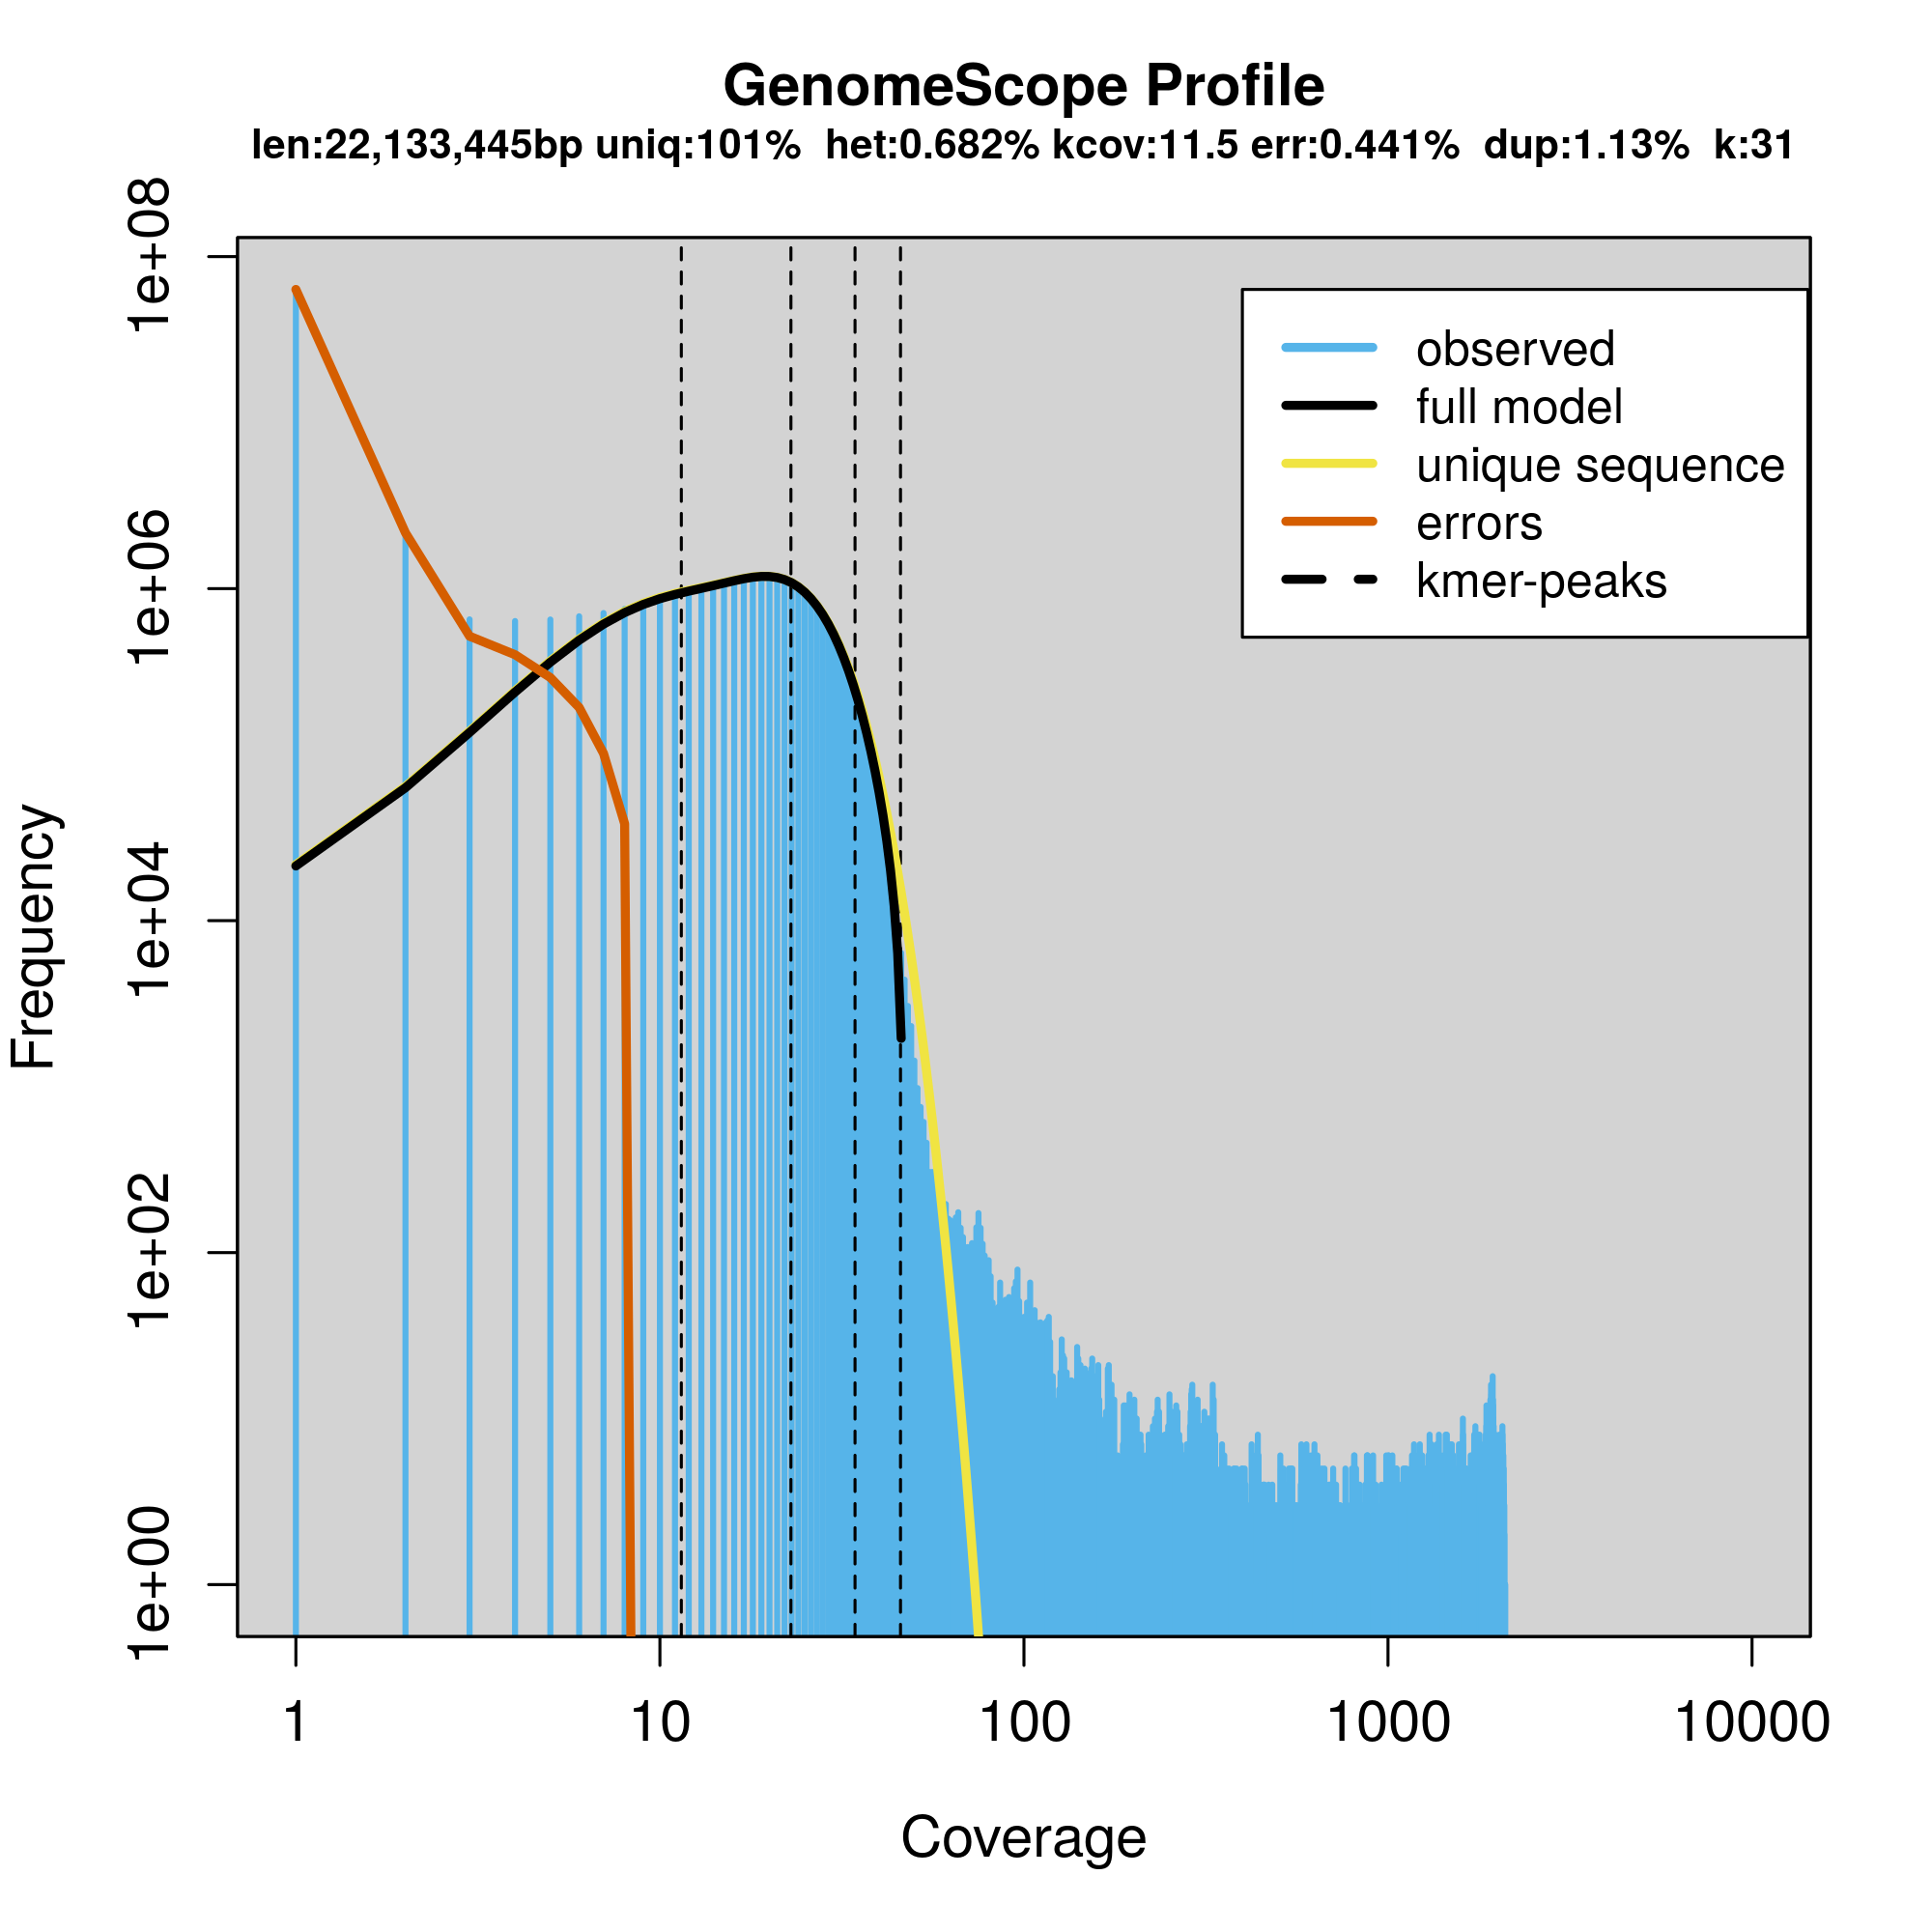 GenomeScope Profile
len:22,133,445bp uniq:101% het:0.682% kcov:11.5 err:0.441% dup:1.13% k:31
1e+08
1e+06
1e+04
1e+02
1e+00
Frequency
observed
full model
unique sequence
errors
kmer-peaks
1 10 100 1000 10000
Coverage